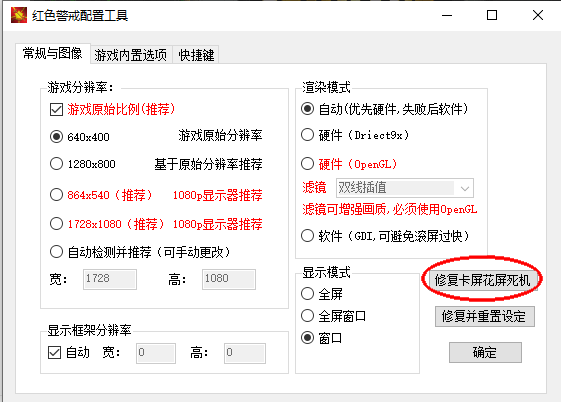 红色警戒配置工具
常规与图像 游戏内置选项 快捷键
游戏分辨率:
游戏原始比例(推荐)
640x400 游戏原始分辨率
1280x800 基于原始分辨率推荐
864x540(推荐) 1080p显示器推荐
1728x1080(推荐) 1080p显示器推荐
自动检测并推荐(可手动更改)
宽: 1728 高: 1080
显示框架分辨率
自动 宽: 0 高: 0
渲染模式
自动(优先硬件,失败后软件)
硬件(Driect9x)
硬件(OpenGL)
滤镜 双线插值
滤镜可增强画质,必须使用OpenGL
软件(GDI,可避免滚屏过快)
显示模式
全屏
全屏窗口
窗口
修复卡屏花屏死机
修复并重置设定
确定